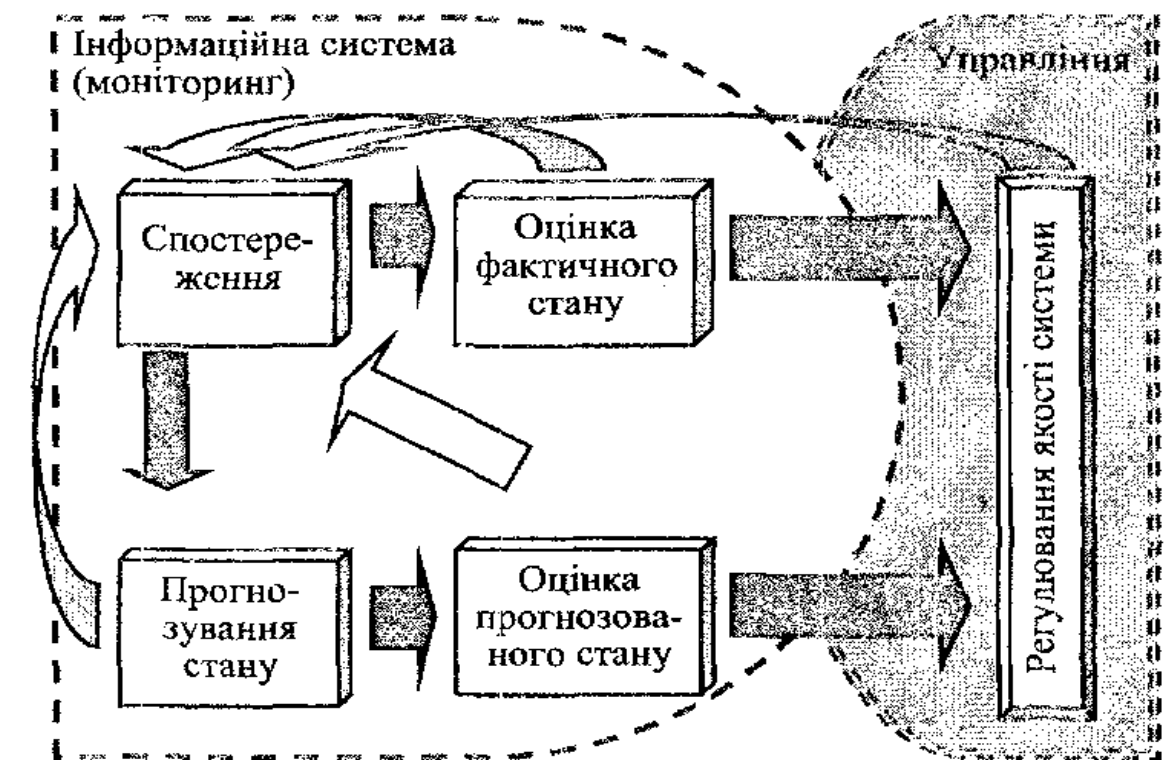 Інформаційна система
(моніторинг)
Управління
Спостере-
ження
Оцінка
фактичного
стану
Прогно-
зування
стану
Оцінка
прогнозова-
ного стану
Регулювання якості системи